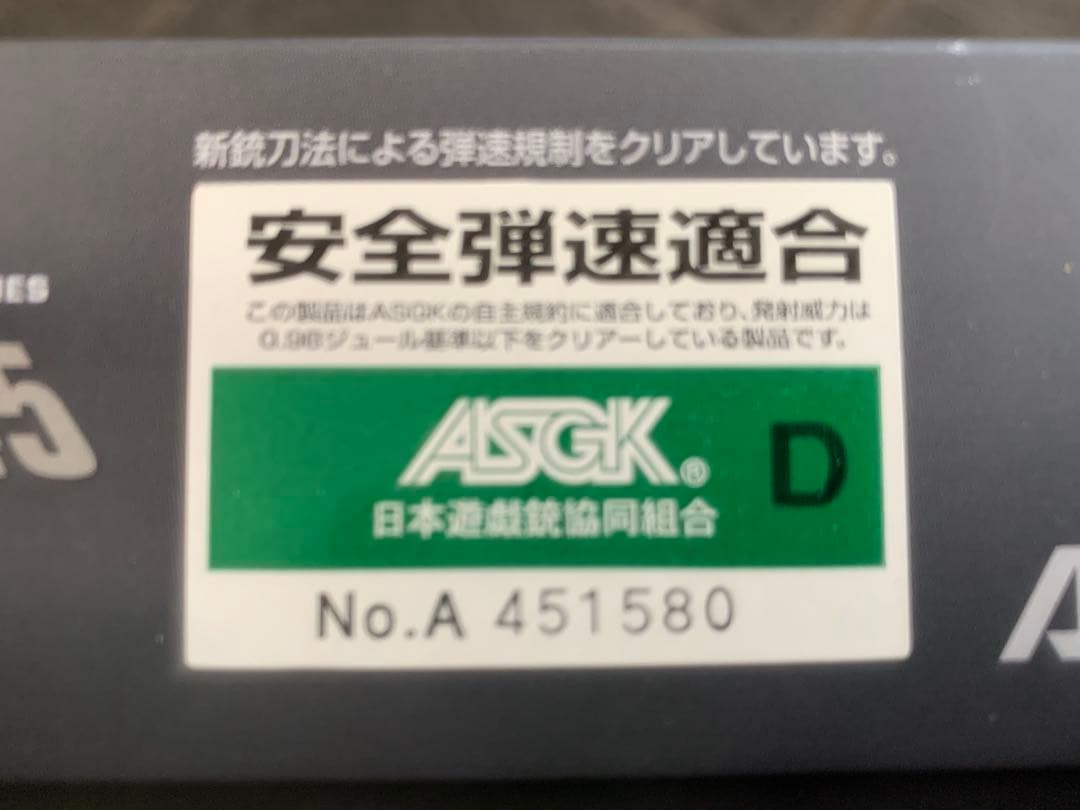 新銃刀法による弾速規制をクリアしています。
安全弾速適合
この製品はASGKの自主規約に適合しており、発射威力は
0.98ジュール基準以下をクリアーしている製品です。
ASGK®
D
日本遊戯銃協同組合
No.A 451580